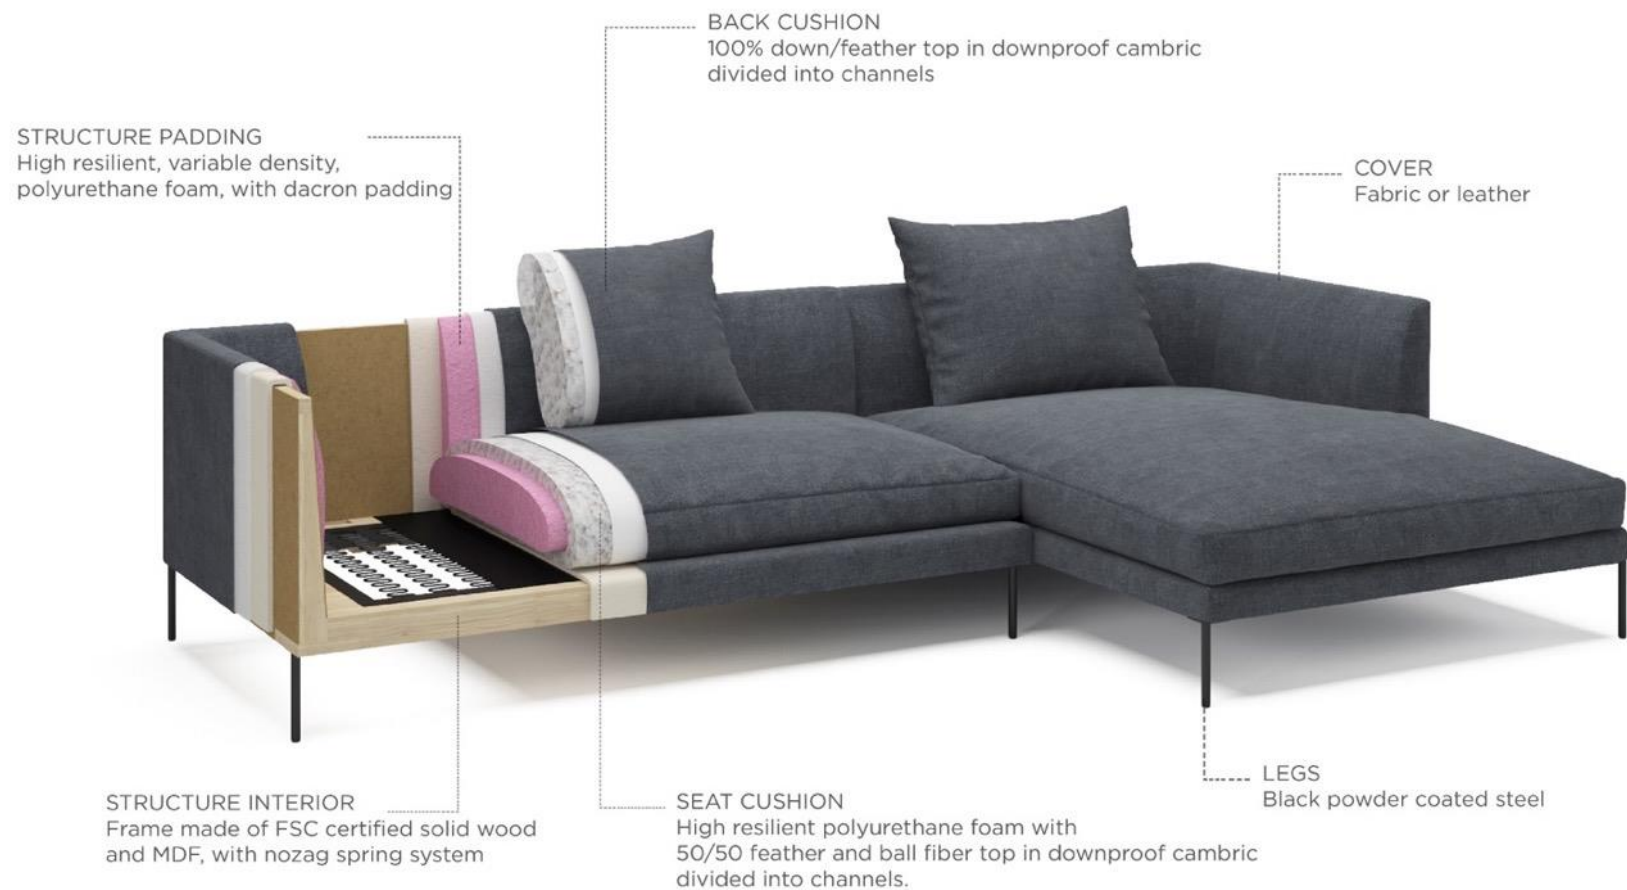 BACK CUSHION
100% down/feather top in downproof cambric
divided into channels
STRUCTURE PADDING
High resilient, variable density,
polyurethane foam, with dacron padding
COVER
Fabric or leather
STRUCTURE INTERIOR
Frame made of FSC certified solid wood
and MDF, with nozag spring system
SEAT CUSHION
High resilient polyurethane foam with
50/50 feather and ball fiber top in downproof cambric
divided into channels.
LEGS
Black powder coated steel